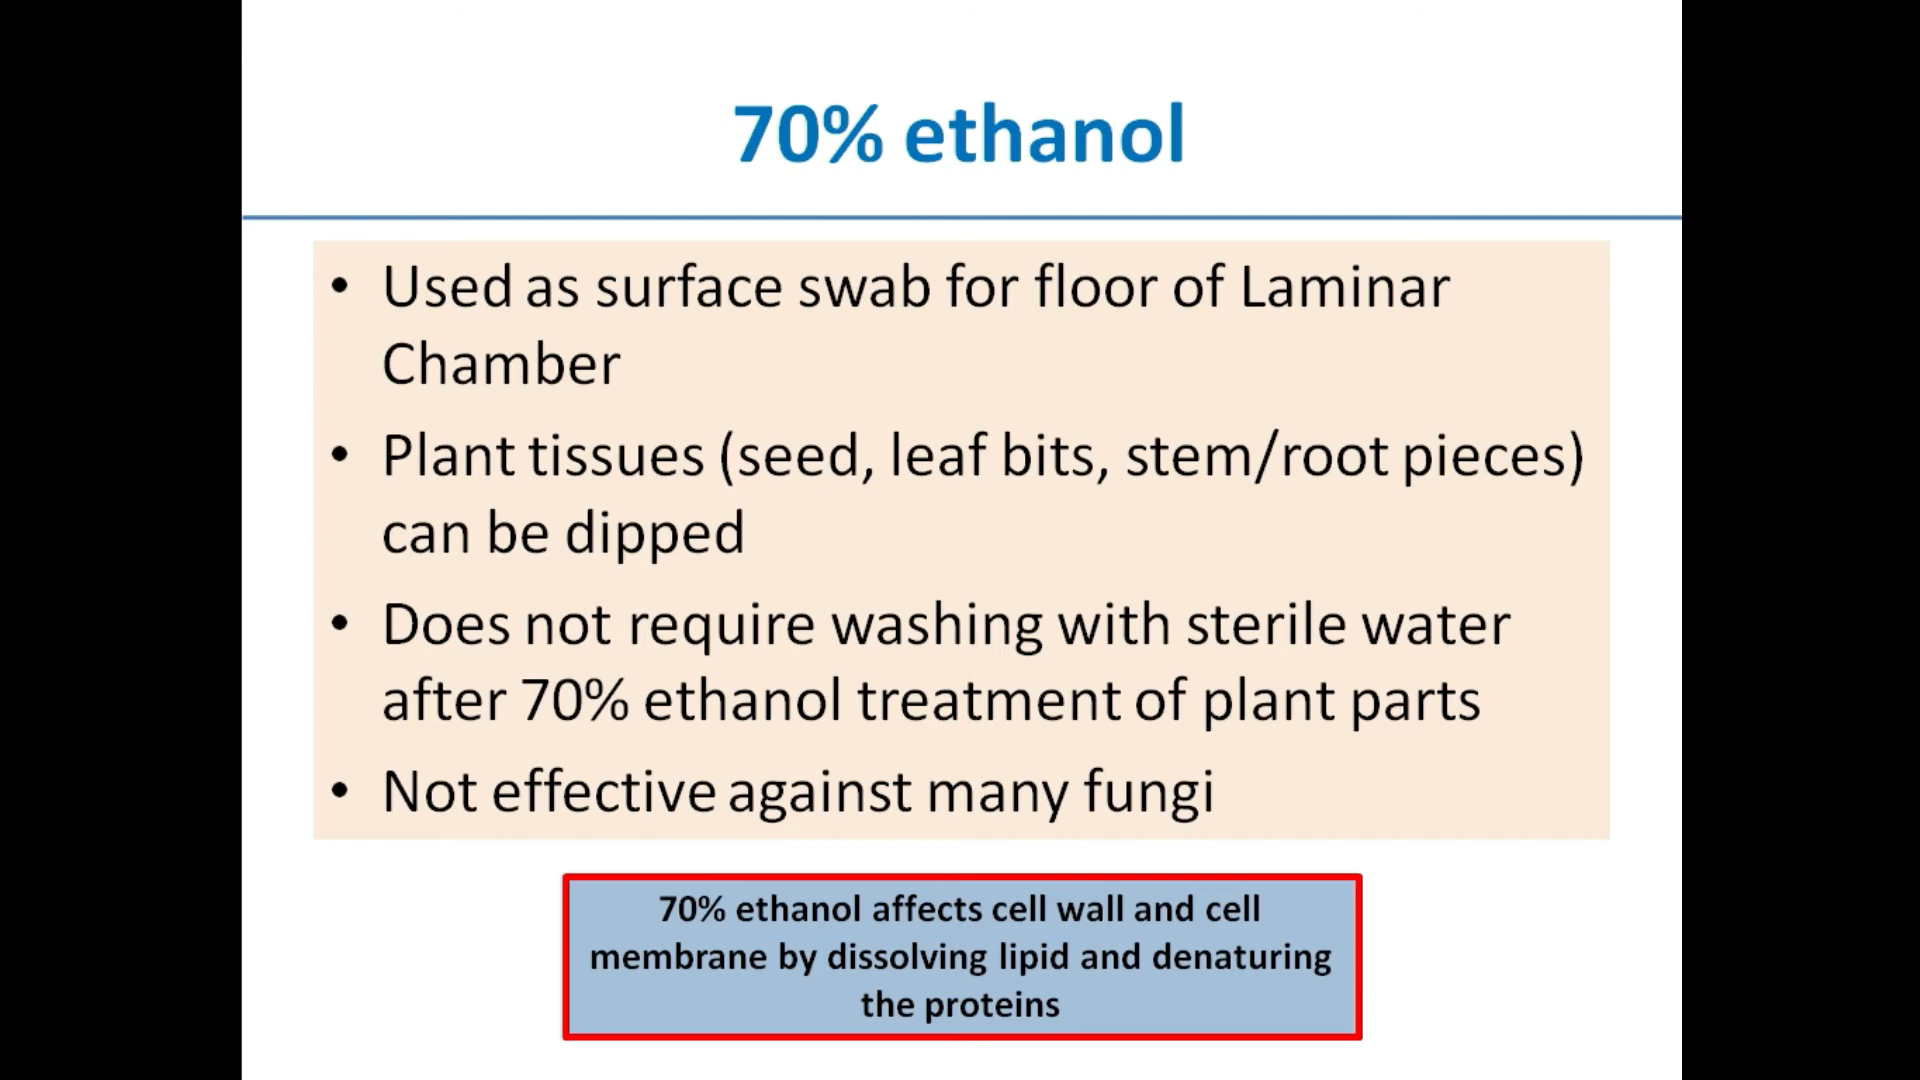 70% ethanol
• Used as surface swab for floor of Laminar
Chamber
• Plant tissues (seed, leaf bits, stem/root pieces)
can be dipped
• Does not require washing with sterile water
after 70% ethanol treatment of plant parts
• Not effective against many fungi
70% ethanol affects cell wall and cell
membrane by dissolving lipid and denaturing
the proteins